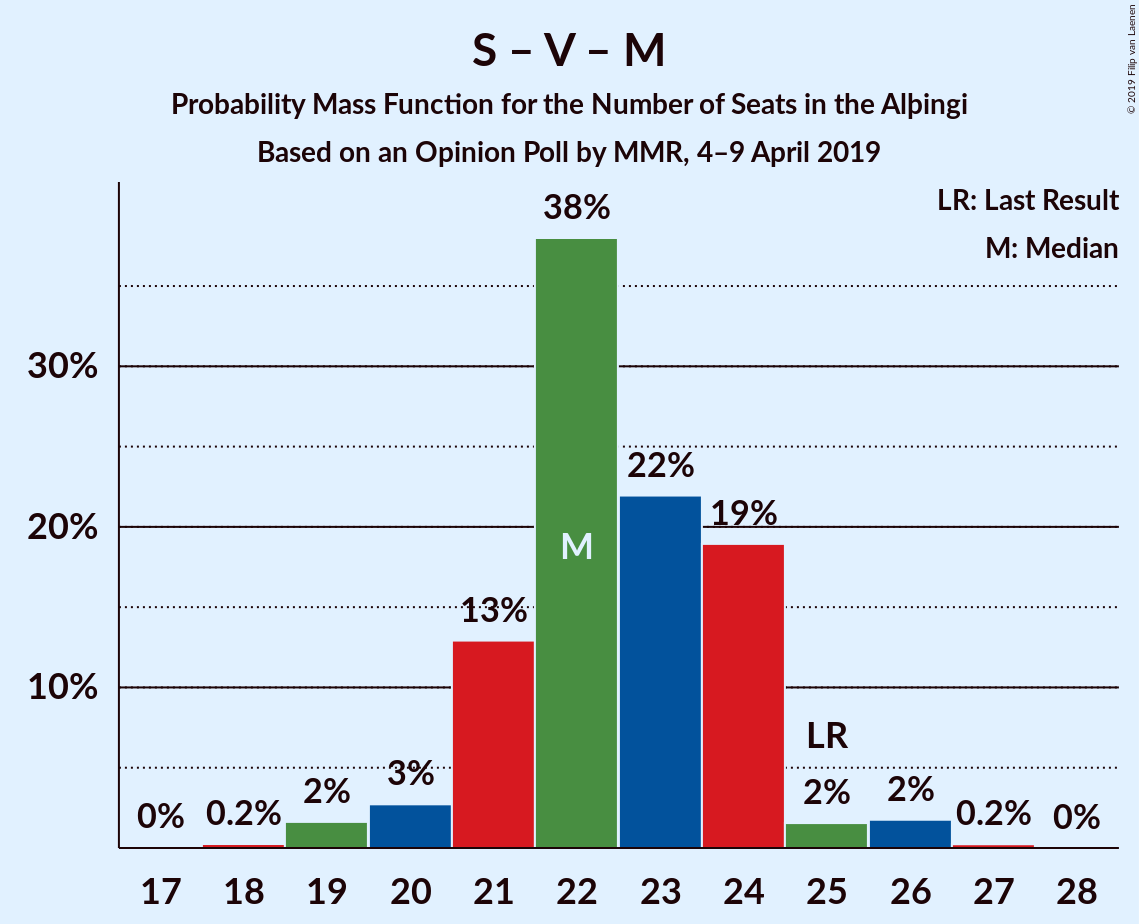 S – V – M
Probability Mass Function for the Number of Seats in the Alþingi
Based on an Opinion Poll by MMR, 4–9 April 2019
© 2019 Filip van Laenen
LR: Last Result
M: Median
38%
30%
22%
19%
20%
M
13%
10%
LR
3%
2%
2%
2%
0%
0.2%
0.2%
0%
17 18 19 20 21 22 23 24 25 26 27 28